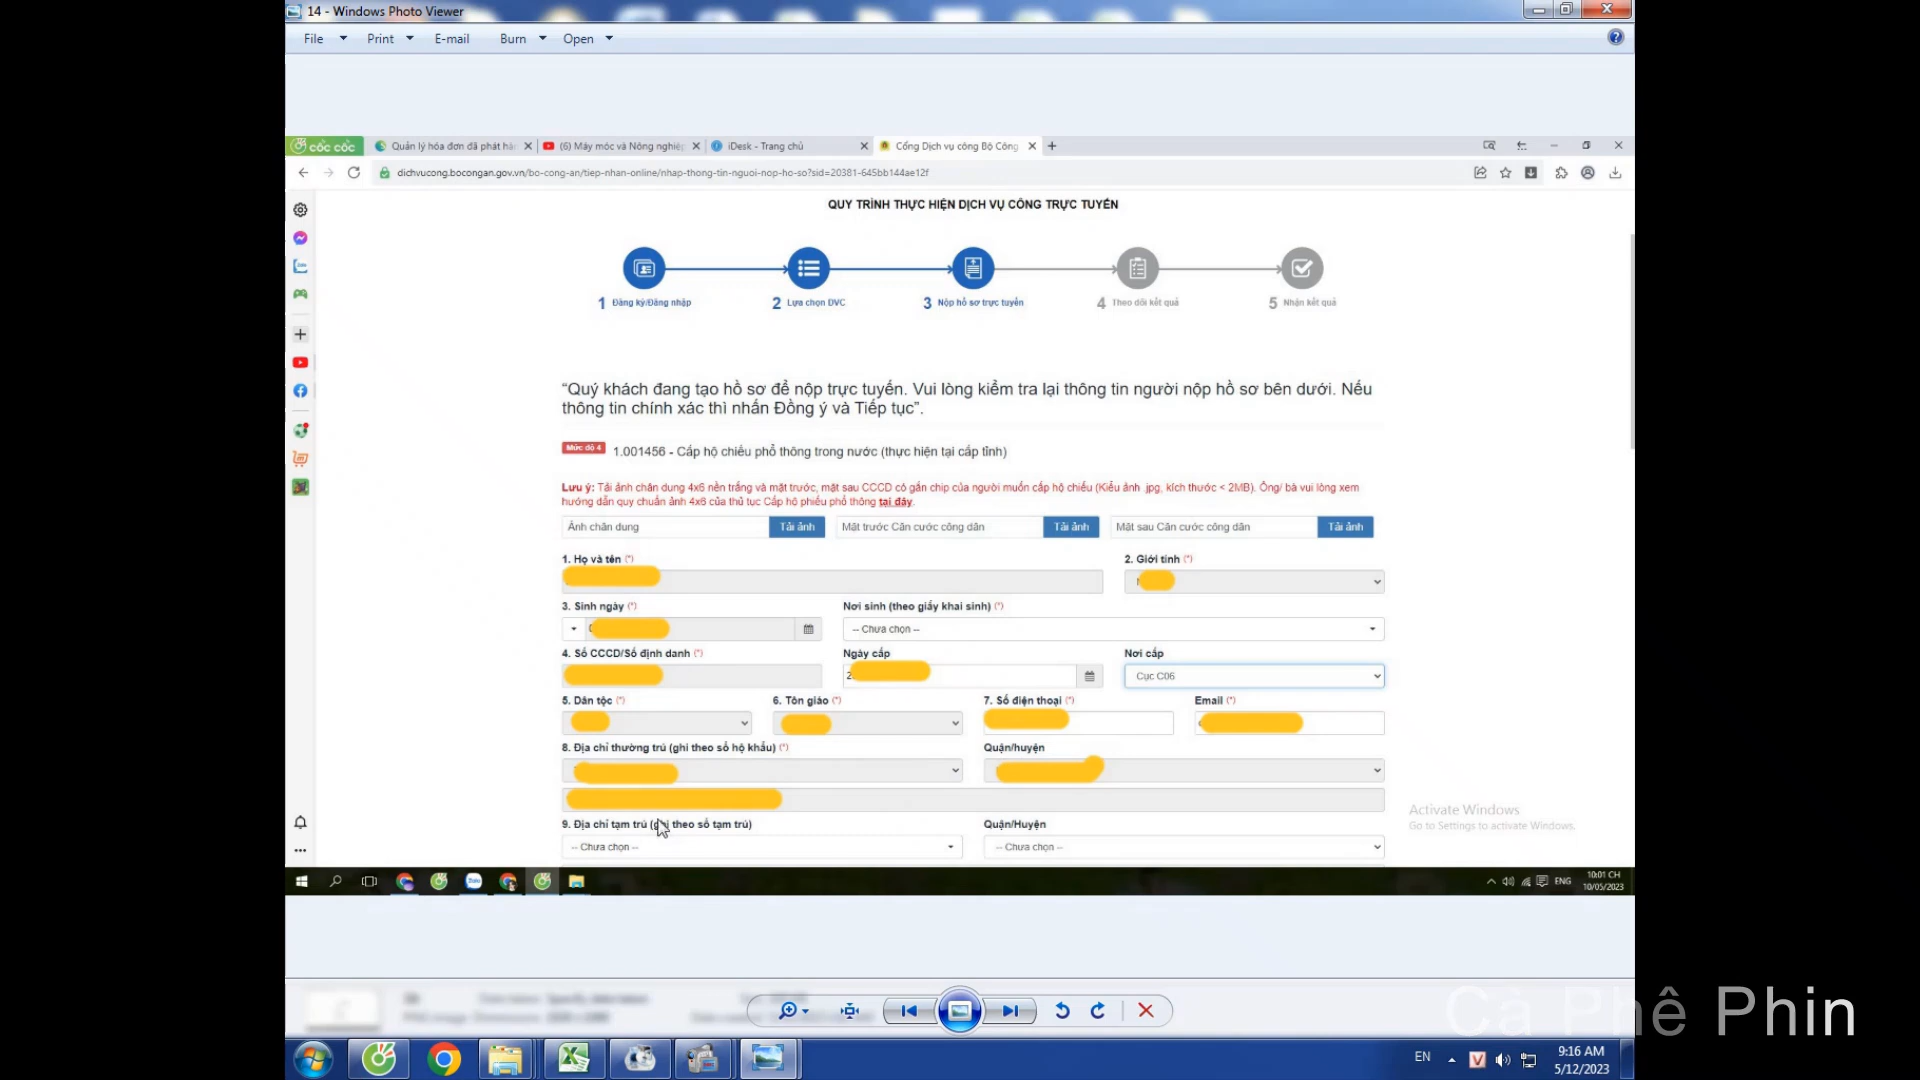 14 - Windows Photo Viewer
File Print E-mail Burn Open
cốc cốc Quản lý hóa đơn đã phát hàn (6) Máy móc và Nông nghiệp iDesk - Trang chủ Cổng Dịch vụ công Bộ Công
dichvucong.bocongan.gov.vn/bo-cong-an/tiep-nhan-online/nhap-thong-tin-nguoi-nop-ho-so?sid=20381-645bb144ae12f
QUY TRÌNH THỰC HIỆN DỊCH VỤ CÔNG TRỰC TUYẾN
1 Đăng ký/Đăng nhập 2 Lựa chọn DVC 3 Nộp hồ sơ trực tuyến 4 Theo dõi kết quả 5 Nhận kết quả
“Quý khách đang tạo hồ sơ để nộp trực tuyến. Vui lòng kiểm tra lại thông tin người nộp hồ sơ bên dưới. Nếu
thông tin chính xác thì nhấn Đồng ý và Tiếp tục”.
Mức độ 4 1.001456 - Cấp hộ chiếu phổ thông trong nước (thực hiện tại cấp tỉnh)
Lưu ý: Tải ảnh chân dung 4x6 nền trắng và mặt trước, mặt sau CCCD có gắn chip của người muốn cấp hộ chiếu (Kiểu ảnh .jpg, kích thước < 2MB). Ông/ bà vui lòng xem
hướng dẫn quy chuẩn ảnh 4x6 của thủ tục Cấp hộ phiếu phổ thông tại đây.
Ảnh chân dung Tải ảnh Mặt trước Căn cước công dân Tải ảnh Mặt sau Căn cước công dân Tải ảnh
1. Họ và tên (*) 2. Giới tính (*)
3. Sinh ngày (*) Nơi sinh (theo giấy khai sinh) (*)
-- Chưa chọn --
4. Số CCCD/Số định danh (*) Ngày cấp Nơi cấp
2 Cục C06
5. Dân tộc (*) 6. Tôn giáo (*) 7. Số điện thoại (*) Email (*)
8. Địa chỉ thường trú (ghi theo sổ hộ khẩu) (*) Quận/huyện
9. Địa chỉ tạm trú (ghi theo sổ tạm trú) Quận/Huyện
-- Chưa chọn -- -- Chưa chọn --
Activate Windows
Go to Settings to activate Windows.
Zalo ENG 10:01 CH
10/05/2023
Cà Phê Phin
EN 9:16 AM
5/12/2023